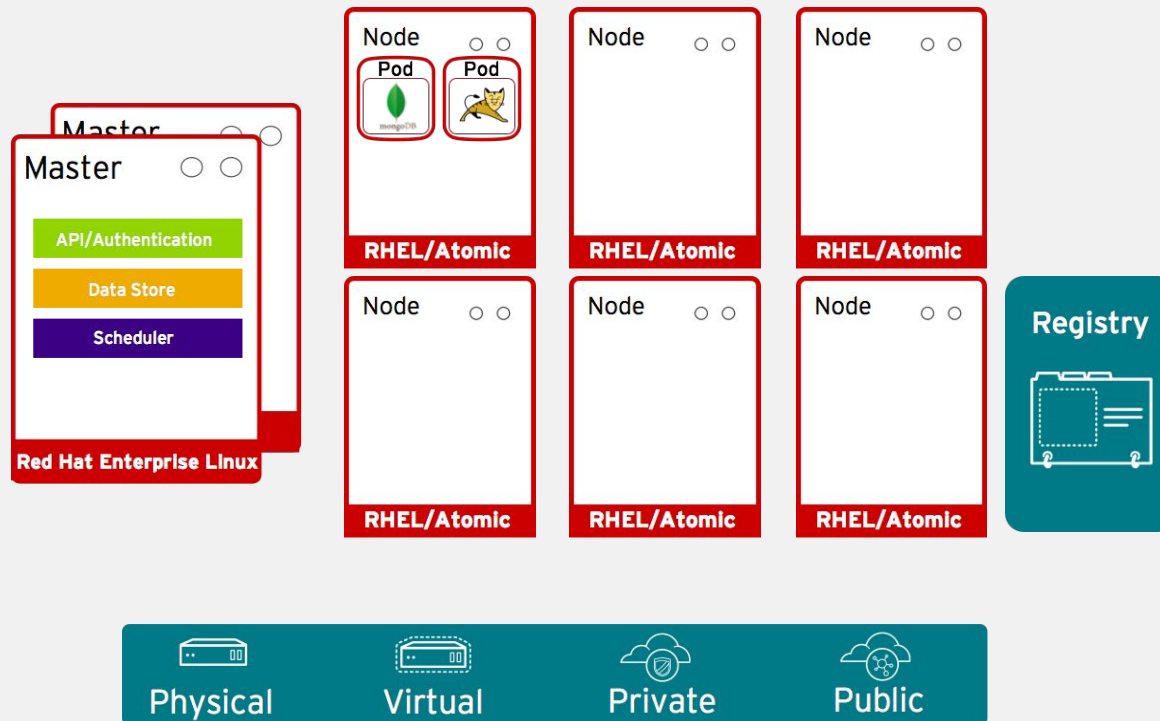 Master
Master
API/Authentication
Data Store
Scheduler
Red Hat Enterprise Linux
Node
Pod
Pod
mongoDB
RHEL/Atomic
Node
RHEL/Atomic
Node
RHEL/Atomic
Node
RHEL/Atomic
Node
RHEL/Atomic
Node
RHEL/Atomic
Registry
Physical
Virtual
Private
Public